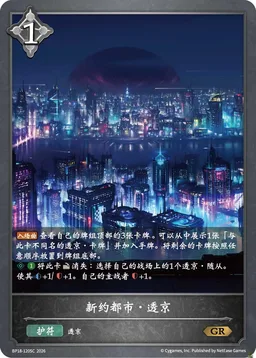 1
入场曲 查看自己的牌组顶部的3张卡牌。可以从中展示1张「与
此卡不同名的透京·卡牌」并加入手牌。将剩余的卡牌按照任
意顺序放置到牌组底部。
1 将此卡 消失:选择自己的战场上的1个透京·随从。
使其 +1/ +1。自己的主战者 +1。
新约都市·透京
护符 透京 GR
BP18-120SC 2026 © Cygames, Inc. ©Published by NetEase Games